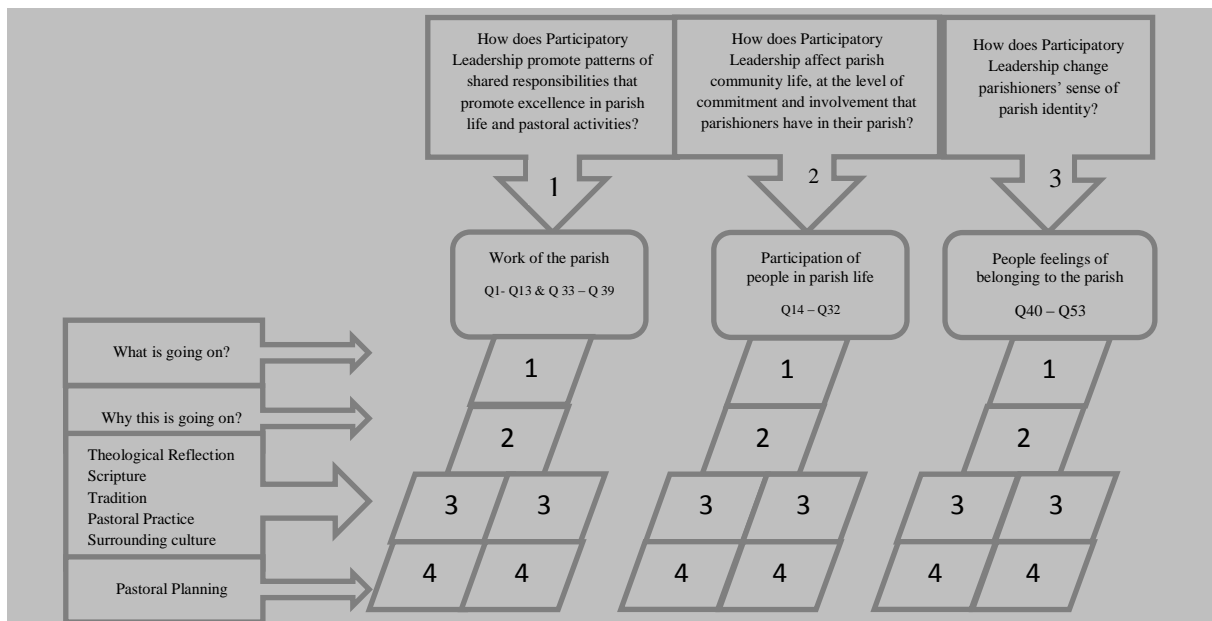 How does Participatory
Leadership promote patterns of
shared responsibilities that
promote excellence in parish
life and pastoral activities?
How does Participatory
Leadership affect parish
community life, at the level of
commitment and involvement that
parishioners have in their parish?
How does Participatory
Leadership change
parishioners' sense of
parish identity?
1
2
3
Work of the parish
Q1- Q13 & Q 33 – Q 39
Participation of
people in parish life
Q14 – Q32
People feelings of
belonging to the parish
Q40 – Q53
What is going on?
1
1
1
Why this is going on?
2
2
2
Theological Reflection
Scripture
Tradition
Pastoral Practice
Surrounding culture
3 3
3 3
3 3
Pastoral Planning
4 4
4 4
4 4